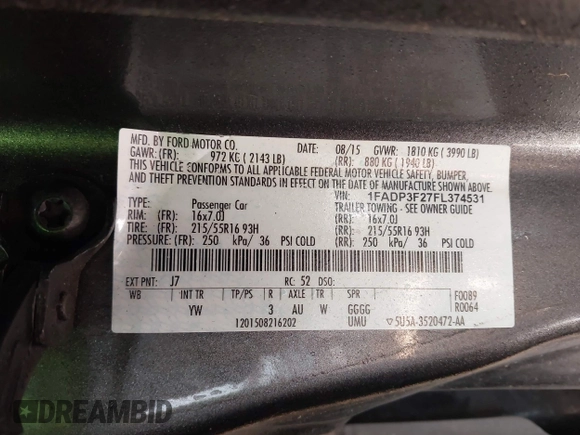 MFD. BY FORD MOTOR CO.
DATE: 08/15 GVWR: 1810 KG (3990 LB)
GAWR: (FR): 972 KG (2143 LB) (RR): 880 KG (1940 LB)
THIS VEHICLE CONFORMS TO ALL APPLICABLE FEDERAL MOTOR VEHICLE SAFETY, BUMPER,
AND THEFT PREVENTION STANDARDS IN EFFECT ON THE DATE OF MANUFACTURE SHOWN ABOVE.
VIN: 1FADP3F27FL374531
TYPE: Passenger Car TRAILER TOWING - SEE OWNER GUIDE
RIM: (FR) 16x7.0J (RR) 16x7.0J
TIRE: (FR) 215/55R16 93H (RR) 215/55R16 93H
PRESSURE: (FR) 250 kPa/ 36 PSI COLD (RR) 250 kPa/ 36 PSI COLD
EXT PNT: J7 RC: 52 DSO:
WB INT TR TP/PS R AXLE TR SPR F0089
YW 3 AU W GGGG R0064
1201508216202 UMU 5U5A-3520472-AA
DREAMBID